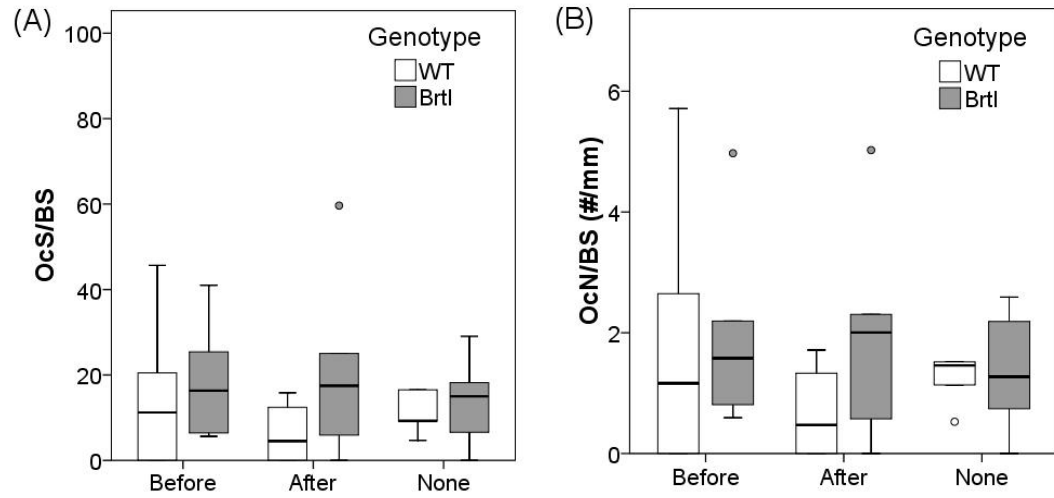 (A)
Genotype
WT
Brtl
OcS/BS
100
80
60
40
20
0
Before After None
(B)
Genotype
WT
Brtl
OcN/BS (#/mm)
6
4
2
0
Before After None